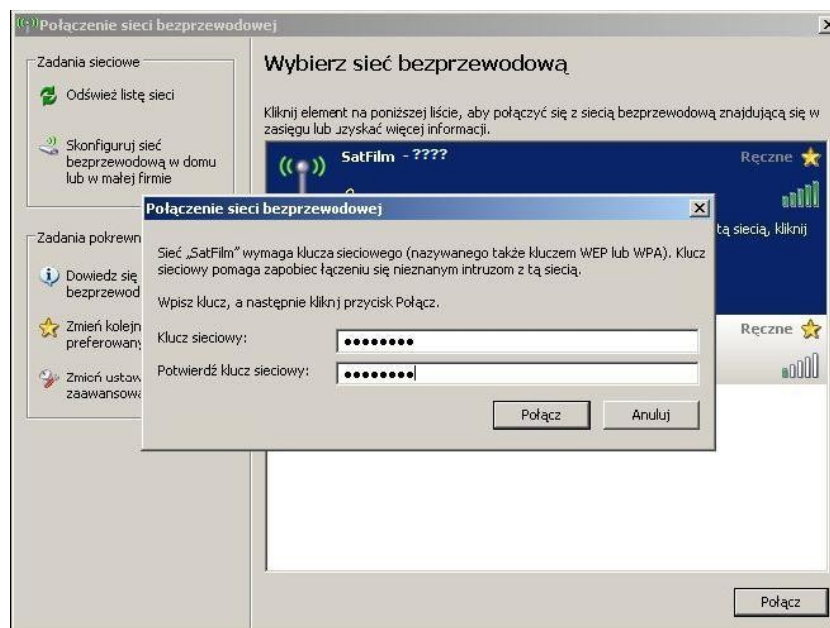 Połączenie sieci bezprzewodowej
Zadania sieciowe
Odśwież listę sieci
Skonfiguruj sieć
bezprzewodową w domu
lub w małej firmie
Zadania pokrewn
Dowiedz się
bezprzewod
Zmień kolejn
preferowany
Zmień ustaw
zaawansowa
Wybierz sieć bezprzewodową
Kliknij element na poniższej liście, aby połączyć się z siecią bezprzewodową znajdującą się w
zasięgu lub uzyskać więcej informacji.
SatFilm - ????
Ręczne
tą siecią, kliknij
Ręczne
Połączenie sieci bezprzewodowej
Sieć „SatFilm” wymaga klucza sieciowego (nazywanego także kluczem WEP lub WPA). Klucz
sieciowy pomaga zapobiec łączeniu się nieznanym intruzom z tą siecią.
Wpisz klucz, a następnie kliknij przycisk Połącz.
Klucz sieciowy:
Potwierdź klucz sieciowy:
Połącz
Anuluj
Połącz